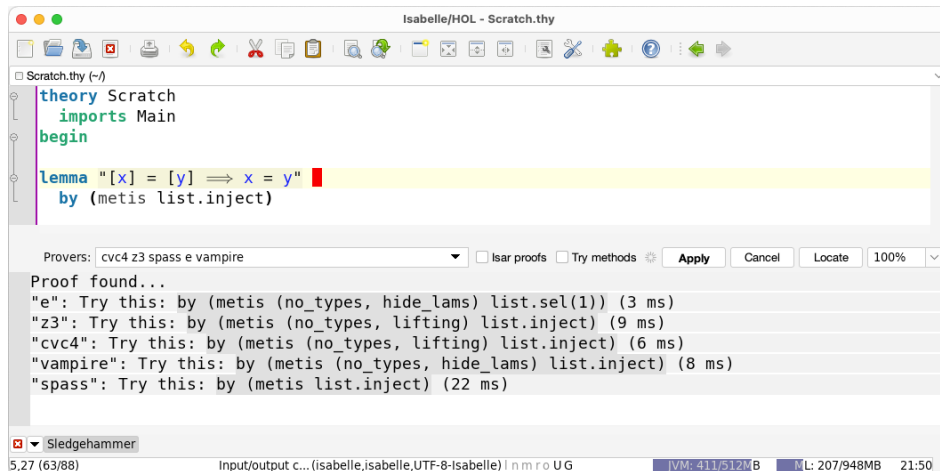 Isabelle/HOL - Scratch.thy
Scratch.thy (~/)
theory Scratch
imports Main
begin
lemma "[x] = [y] ⟹ x = y"
by (metis list.inject)
Provers: cvc4 z3 spass e vampire Isar proofs Try methods Apply Cancel Locate 100%
Proof found...
"e": Try this: by (metis (no_types, hide_lams) list.sel(1)) (3 ms)
"z3": Try this: by (metis (no_types, lifting) list.inject) (9 ms)
"cvc4": Try this: by (metis (no_types, lifting) list.inject) (6 ms)
"vampire": Try this: by (metis (no_types, hide_lams) list.inject) (8 ms)
"spass": Try this: by (metis list.inject) (22 ms)
Sledgehammer
5,27 (63/88) Input/output c... (isabelle,isabelle,UTF-8-Isabelle) | n m r o U G JVM: 411/512MB ML: 207/948MB 21:50